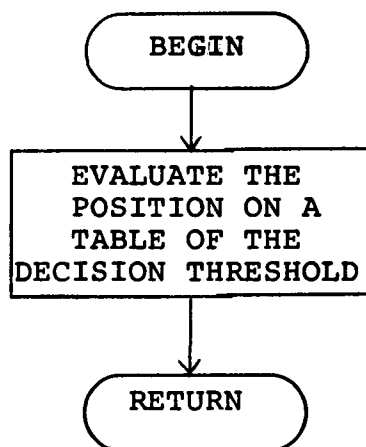 BEGIN
EVALUATE THE
POSITION ON A
TABLE OF THE
DECISION THRESHOLD
RETURN